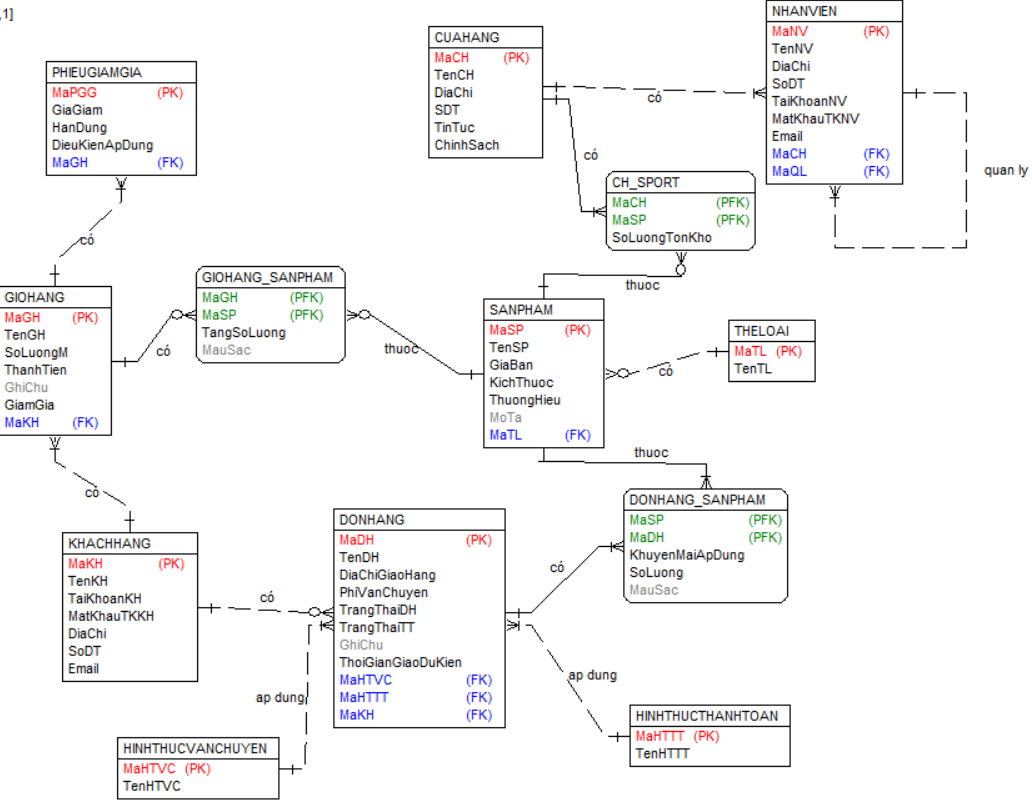 ,1]
NHANVIEN
MaNV (PK)
TenNV
DiaChi
SoDT
TaiKhoanNV
MatKhauTKNV
Email
MaCH (FK)
MaQL (FK)
quan ly
CUAHANG
MaCH (PK)
TenCH
DiaChi
SDT
TinTuc
ChinhSach
có
có
PHIEUGIAMGIA
MaPGG (PK)
GiaGiam
HanDung
DieuKienApDung
MaGH (FK)
có
CH_SPORT
MaCH (PFK)
MaSP (PFK)
SoLuongTonKho
thuoc
GIOHANG
MaGH (PK)
TenGH
SoLuongM
ThanhTien
GhiChu
GiamGia
MaKH (FK)
có
GIOHANG_SANPHAM
MaGH (PFK)
MaSP (PFK)
TangSoLuong
MauSac
thuoc
SANPHAM
MaSP (PK)
TenSP
GiaBan
KichThuoc
ThuongHieu
MoTa
MaTL (FK)
có
THELOAI
MaTL (PK)
TenTL
thuoc
có
KHACHHANG
MaKH (PK)
TenKH
TaiKhoanKH
MatKhauTKKH
DiaChi
SoDT
Email
có
DONHANG
MaDH (PK)
TenDH
DiaChiGiaoHang
PhiVanChuyen
TrangThaiDH
TrangThaiTT
GhiChu
ThoiGianGiaoDuKien
MaHTVC (FK)
MaHTTT (FK)
MaKH (FK)
có
DONHANG_SANPHAM
MaSP (PFK)
MaDH (PFK)
KhuyenMaiApDung
SoLuong
MauSac
ap dung
ap dung
HINHTHUCVANCHUYEN
MaHTVC (PK)
TenHTVC
HINHTHUCTHANHTOAN
MaHTTT (PK)
TenHTTT